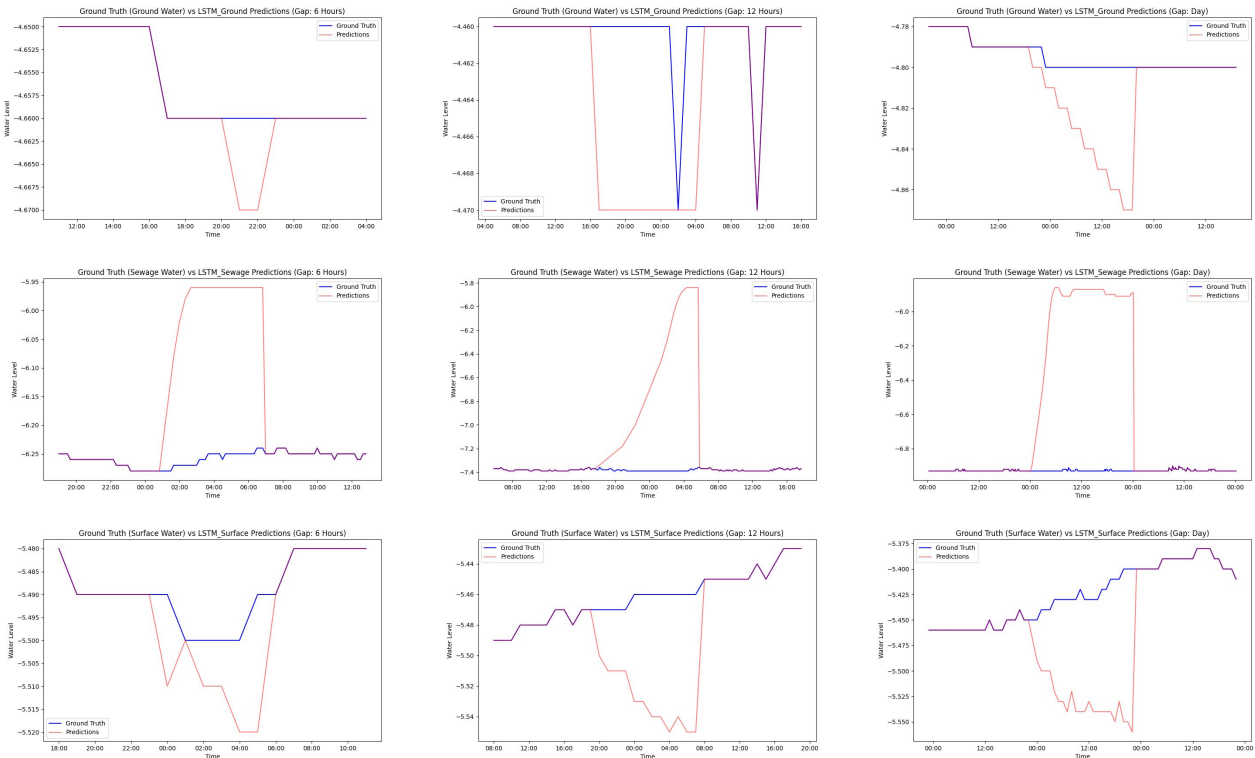 Ground Truth (Ground Water) vs LSTM_Ground Predictions (Gap: 6 Hours)
−4.6500
−4.6525
−4.6550
−4.6575
−4.6600
−4.6625
−4.6650
−4.6675
−4.6700
Water Level
12:00 14:00 16:00 18:00 20:00 22:00 00:00 02:00 04:00
Time
Ground Truth
Predictions
Ground Truth (Ground Water) vs LSTM_Ground Predictions (Gap: 12 Hours)
−4.460
−4.462
−4.464
−4.466
−4.468
−4.470
Water Level
04:00 08:00 12:00 16:00 20:00 00:00 04:00 08:00 12:00 16:00
Time
Ground Truth
Predictions
Ground Truth (Ground Water) vs LSTM_Ground Predictions (Gap: Day)
−4.78
−4.80
−4.82
−4.84
−4.86
Water Level
00:00 12:00 00:00 12:00 00:00 12:00
Time
Ground Truth
Predictions
Ground Truth (Sewage Water) vs LSTM_Sewage Predictions (Gap: 6 Hours)
−5.95
−6.00
−6.05
−6.10
−6.15
−6.20
−6.25
Water Level
20:00 22:00 00:00 02:00 04:00 06:00 08:00 10:00 12:00
Time
Ground Truth
Predictions
Ground Truth (Sewage Water) vs LSTM_Sewage Predictions (Gap: 12 Hours)
−5.8
−6.0
−6.2
−6.4
−6.6
−6.8
−7.0
−7.2
−7.4
Water Level
08:00 12:00 16:00 20:00 00:00 04:00 08:00 12:00 16:00
Time
Ground Truth
Predictions
Ground Truth (Sewage Water) vs LSTM_Sewage Predictions (Gap: Day)
−6.0
−6.2
−6.4
−6.6
−6.8
Water Level
00:00 12:00 00:00 12:00 00:00 12:00 00:00
Time
Ground Truth
Predictions
Ground Truth (Surface Water) vs LSTM_Surface Predictions (Gap: 6 Hours)
−5.480
−5.485
−5.490
−5.495
−5.500
−5.505
−5.510
−5.515
−5.520
Water Level
18:00 20:00 22:00 00:00 02:00 04:00 06:00 08:00 10:00
Time
Ground Truth
Predictions
Ground Truth (Surface Water) vs LSTM_Surface Predictions (Gap: 12 Hours)
−5.44
−5.46
−5.48
−5.50
−5.52
−5.54
Water Level
08:00 12:00 16:00 20:00 00:00 04:00 08:00 12:00 16:00 20:00
Time
Ground Truth
Predictions
Ground Truth (Surface Water) vs LSTM_Surface Predictions (Gap: Day)
−5.375
−5.400
−5.425
−5.450
−5.475
−5.500
−5.525
−5.550
Water Level
00:00 12:00 00:00 12:00 00:00 12:00 00:00
Time
Ground Truth
Predictions